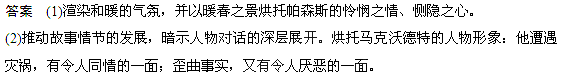 答案　(1)渲染和暖的气氛，并以暖春之景烘托帕森斯的怜悯之情、恻隐之心。
(2)推动故事情节的发展，暗示人物对话的深层展开。烘托马克沃德特的人物形象：他遭遇
灾祸，有令人同情的一面；歪曲事实，又有令人厌恶的一面。